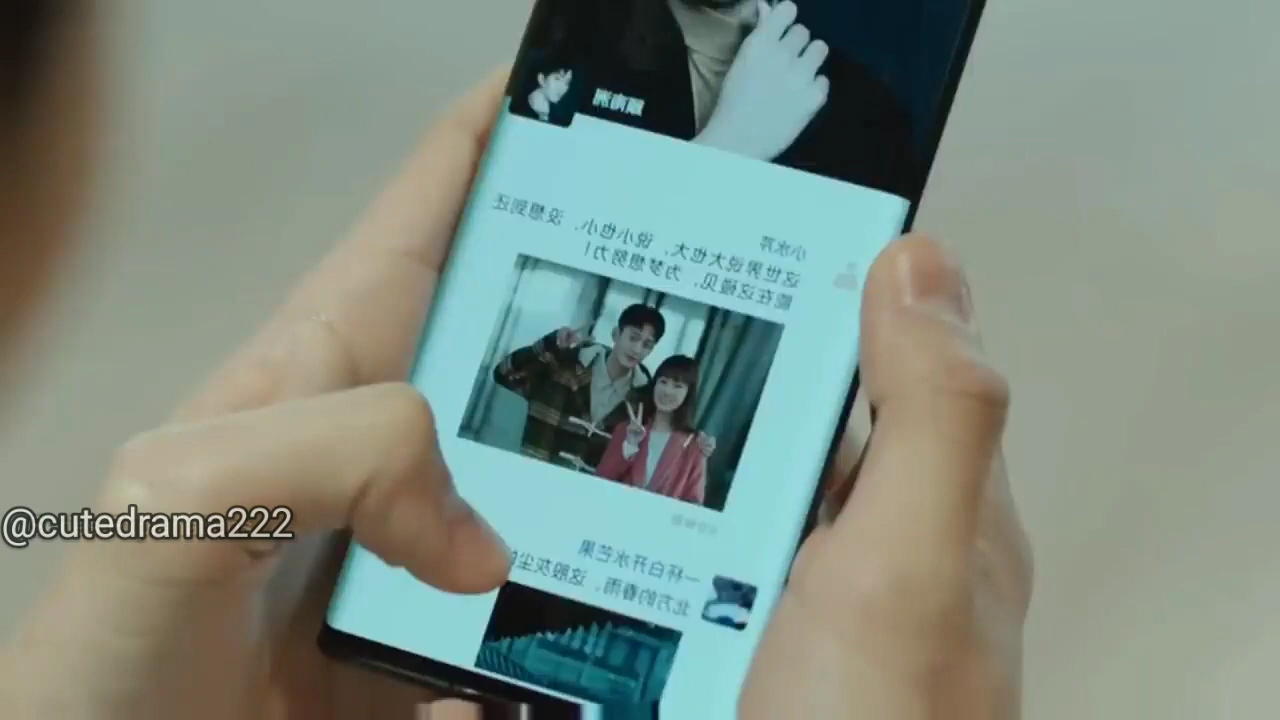 小水芹
这世界说大也大，说小也小，没想到还
能在这碰见，为梦想努力！
一杯白开水芒果
北方的春雨，这股灰尘
@cutedrama222